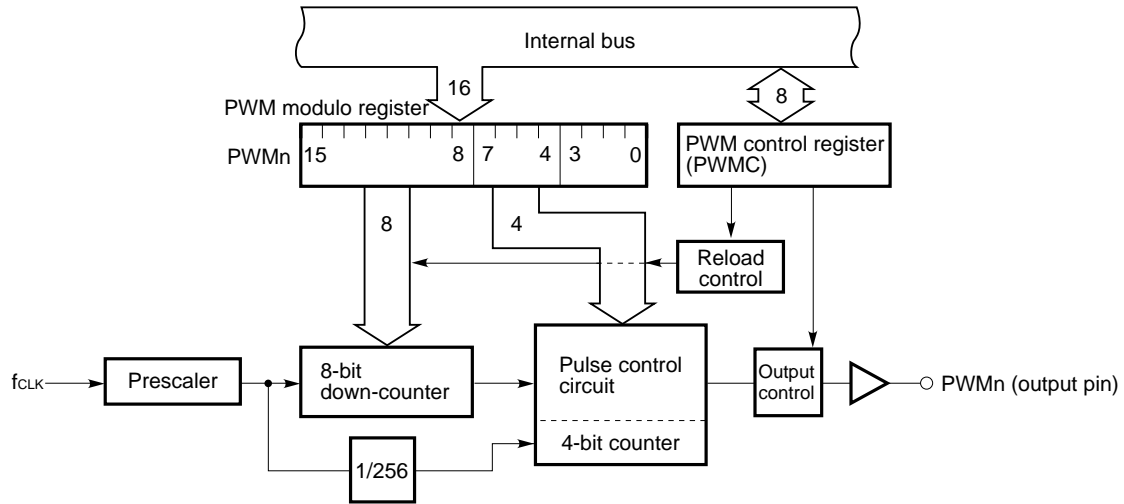 Internal bus
16
8
PWM modulo register
PWMn
15
8
7
4
3
0
PWM control register
(PWMC)
8
4
Reload
control
fCLK
Prescaler
8-bit
down-counter
Pulse control
circuit
4-bit counter
Output
control
PWMn (output pin)
1/256